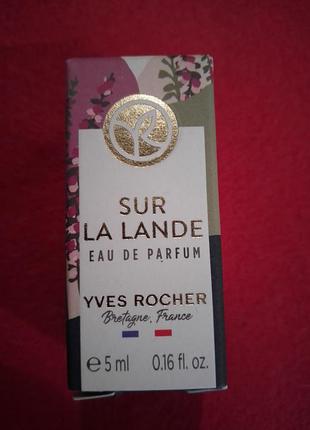 SUR
LA LANDE
EAU DE PARFUM
YVES ROCHER
Bretagne, France
℮ 5 ml 0.16 fl. oz.